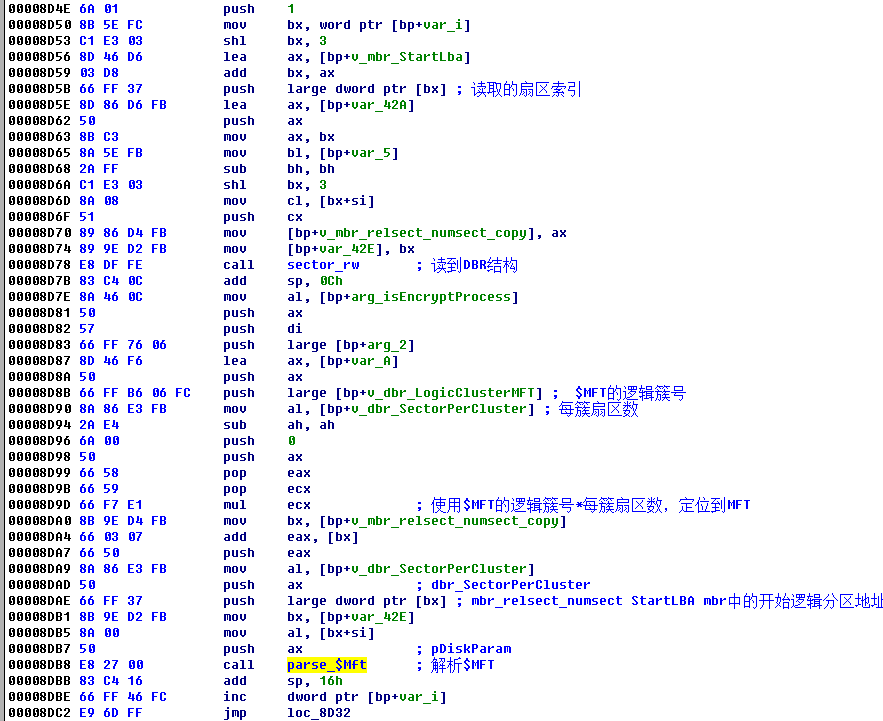 00008D4E 6A 01 push 1
00008D50 8B 5E FC mov bx, word ptr [bp+var_i]
00008D53 C1 E3 03 shl bx, 3
00008D56 8D 46 D6 lea ax, [bp+v_mbr_StartLba]
00008D59 03 D8 add bx, ax
00008D5B 66 FF 37 push large dword ptr [bx] ; 读取的扇区索引
00008D5E 8D 86 D6 FB lea ax, [bp+var_42A]
00008D62 50 push ax
00008D63 8B C3 mov ax, bx
00008D65 8A 5E FB mov bl, [bp+var_5]
00008D68 2A FF sub bh, bh
00008D6A C1 E3 03 shl bx, 3
00008D6D 8A 08 mov cl, [bx+si]
00008D6F 51 push cx
00008D70 89 86 D4 FB mov [bp+v_mbr_relsect_numsect_copy], ax
00008D74 89 9E D2 FB mov [bp+var_42E], bx
00008D78 E8 DF FE call sector_rw ; 读到DBR结构
00008D7B 83 C4 0C add sp, 0Ch
00008D7E 8A 46 0C mov al, [bp+arg_isEncryptProcess]
00008D81 50 push ax
00008D82 57 push di
00008D83 66 FF 76 06 push large [bp+arg_2]
00008D87 8D 46 F6 lea ax, [bp+var_A]
00008D8A 50 push ax
00008D8B 66 FF B6 06 FC push large [bp+v_dbr_LogicClusterMFT] ; $MFT的逻辑簇号
00008D90 8A 86 E3 FB mov al, [bp+v_dbr_SectorPerCluster] ; 每簇扇区数
00008D94 2A E4 sub ah, ah
00008D96 6A 00 push 0
00008D98 50 push ax
00008D99 66 58 pop eax
00008D9B 66 59 pop ecx
00008D9D 66 F7 E1 mul ecx ; 使用$MFT的逻辑簇号*每簇扇区数，定位到MFT
00008DA0 8B 9E D4 FB mov bx, [bp+v_mbr_relsect_numsect_copy]
00008DA4 66 03 07 add eax, [bx]
00008DA7 66 50 push eax
00008DA9 8A 86 E3 FB mov al, [bp+v_dbr_SectorPerCluster]
00008DAD 50 push ax ; dbr_SectorPerCluster
00008DAE 66 FF 37 push large dword ptr [bx] ; mbr_relsect_numsect StartLBA mbr中的开始逻辑分区地址
00008DB1 8B 9E D2 FB mov bx, [bp+var_42E]
00008DB5 8A 00 mov al, [bx+si]
00008DB7 50 push ax ; pDiskParam
00008DB8 E8 27 00 call parse_$Mft ; 解析$MFT
00008DBB 83 C4 16 add sp, 16h
00008DBE 66 FF 46 FC inc dword ptr [bp+var_i]
00008DC2 E9 6D FF jmp loc_8D32